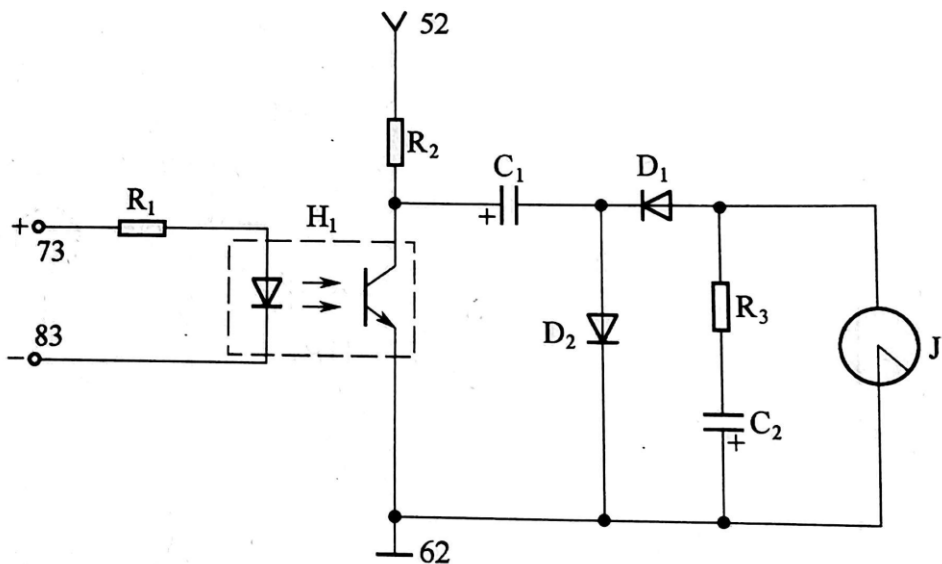 52
R₂
C₁
D₁
R₁
H₁
+
73
+
83
−
D₂
R₃
J
C₂
+
62